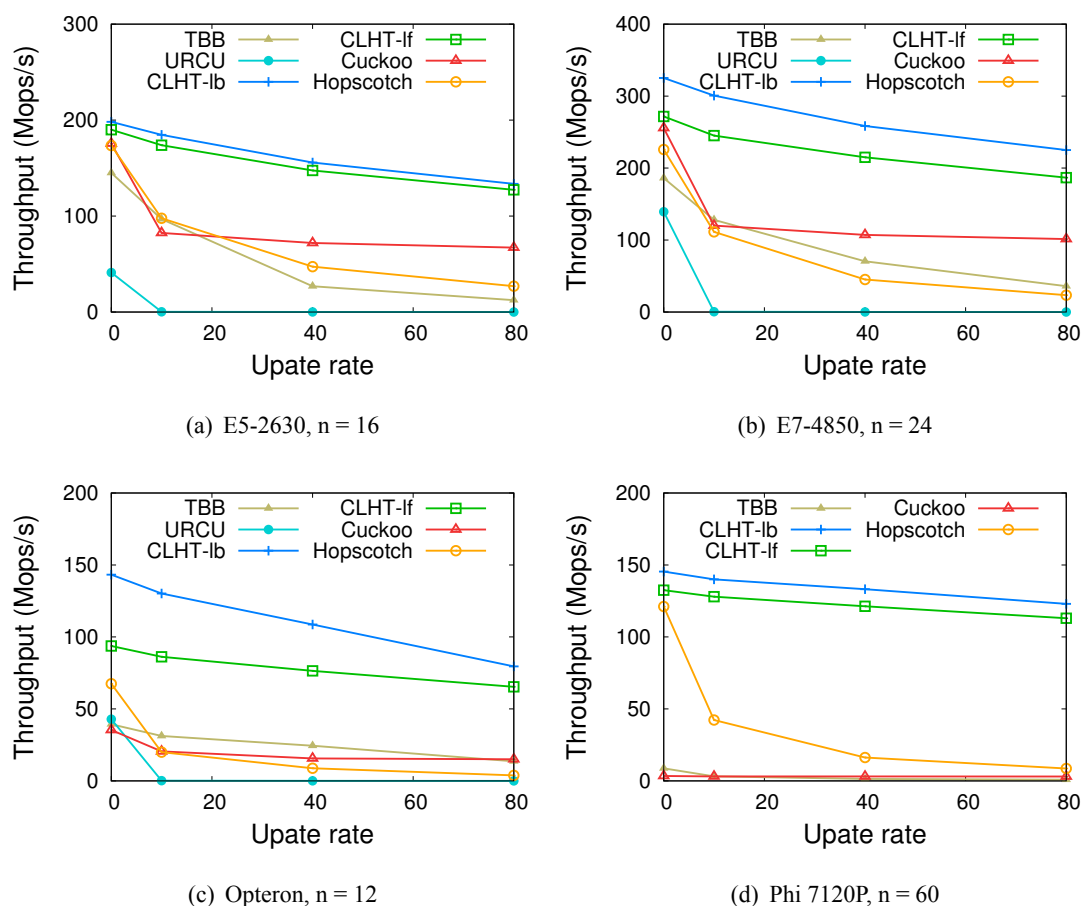 300
200
100
0
0 20 40 60 80
Throughput (Mops/s)
Upate rate
TBB
URCU
CLHT-lb
CLHT-lf
Cuckoo
Hopscotch
(a) E5-2630, n = 16
400
300
200
100
0
0 20 40 60 80
Throughput (Mops/s)
Upate rate
TBB
URCU
CLHT-lb
CLHT-lf
Cuckoo
Hopscotch
(b) E7-4850, n = 24
200
150
100
50
0
0 20 40 60 80
Throughput (Mops/s)
Upate rate
TBB
URCU
CLHT-lb
CLHT-lf
Cuckoo
Hopscotch
(c) Opteron, n = 12
200
150
100
50
0
0 20 40 60 80
Throughput (Mops/s)
Upate rate
TBB
CLHT-lb
CLHT-lf
Cuckoo
Hopscotch
(d) Phi 7120P, n = 60